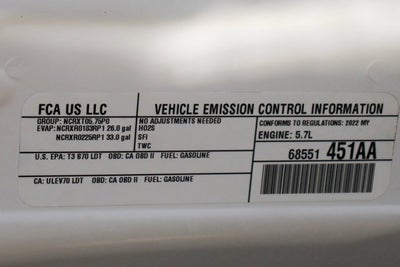 FCA US LLC VEHICLE EMISSION CONTROL INFORMATION
GROUP: NCRXT05.75P0
EVAP: NCRXR0183RP1 26.0 gal
NCRXR0225RP1 33.0 gal
NO ADJUSTMENTS NEEDED
HO2S
SFI
TWC
CONFORMS TO REGULATIONS: 2022 MY
ENGINE: 5.7L
U.S. EPA: T3 B70 LDT OBD: CA OBD II FUEL: GASOLINE
CA: ULEV70 LDT OBD: CA OBD II FUEL: GASOLINE
68551 451AA